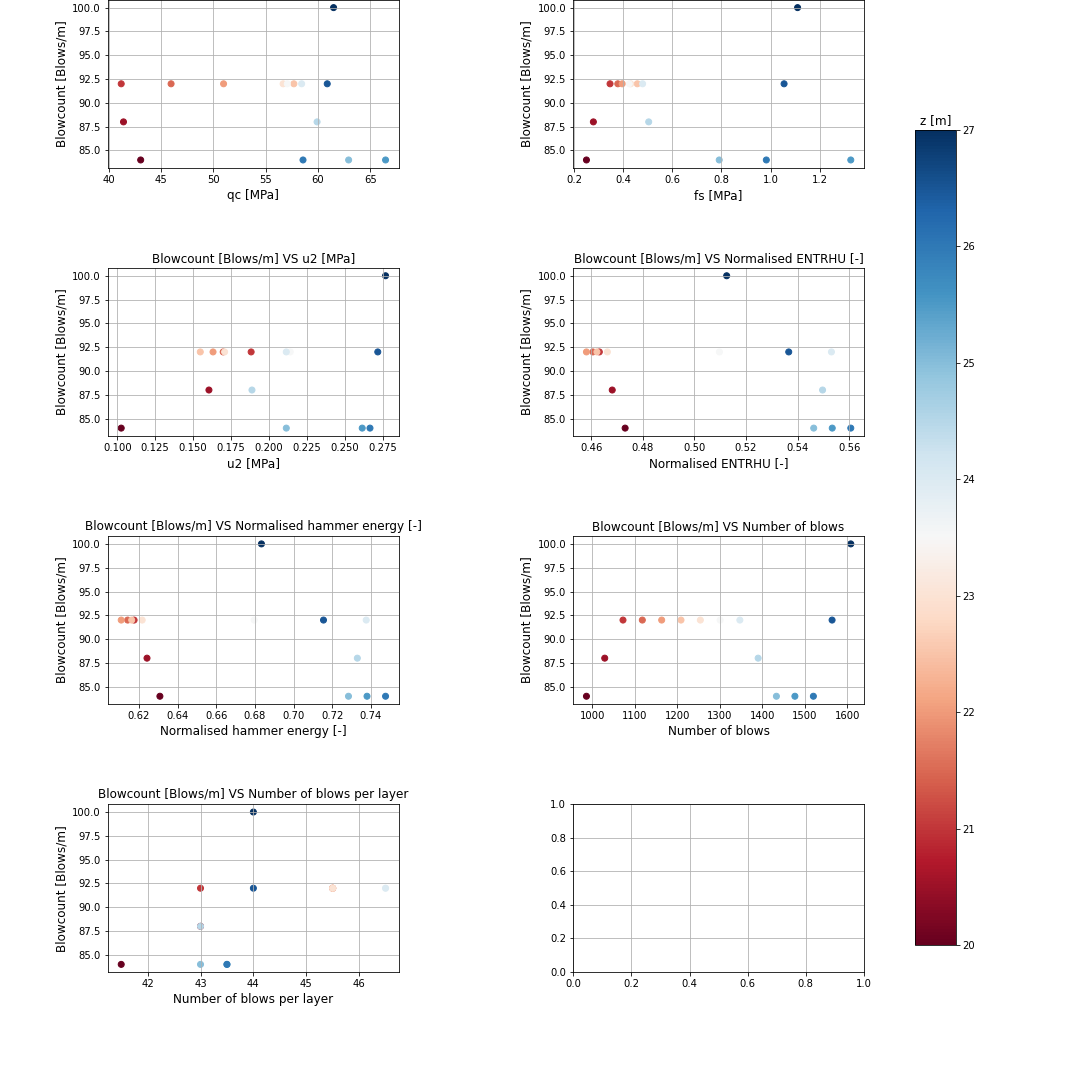 100.0
97.5
95.0
92.5
90.0
87.5
85.0
Blowcount [Blows/m]
40 45 50 55 60 65
qc [MPa]
100.0
97.5
95.0
92.5
90.0
87.5
85.0
Blowcount [Blows/m]
0.2 0.4 0.6 0.8 1.0 1.2
fs [MPa]
Blowcount [Blows/m] VS u2 [MPa]
100.0
97.5
95.0
92.5
90.0
87.5
85.0
Blowcount [Blows/m]
0.100 0.125 0.150 0.175 0.200 0.225 0.250 0.275
u2 [MPa]
Blowcount [Blows/m] VS Normalised ENTRHU [-]
100.0
97.5
95.0
92.5
90.0
87.5
85.0
Blowcount [Blows/m]
0.46 0.48 0.50 0.52 0.54 0.56
Normalised ENTRHU [-]
Blowcount [Blows/m] VS Normalised hammer energy [-]
100.0
97.5
95.0
92.5
90.0
87.5
85.0
Blowcount [Blows/m]
0.62 0.64 0.66 0.68 0.70 0.72 0.74
Normalised hammer energy [-]
Blowcount [Blows/m] VS Number of blows
100.0
97.5
95.0
92.5
90.0
87.5
85.0
Blowcount [Blows/m]
1000 1100 1200 1300 1400 1500 1600
Number of blows
Blowcount [Blows/m] VS Number of blows per layer
100.0
97.5
95.0
92.5
90.0
87.5
85.0
Blowcount [Blows/m]
42 43 44 45 46
Number of blows per layer
1.0
0.8
0.6
0.4
0.2
0.0
0.0 0.2 0.4 0.6 0.8 1.0
z [m]
27
26
25
24
23
22
21
20